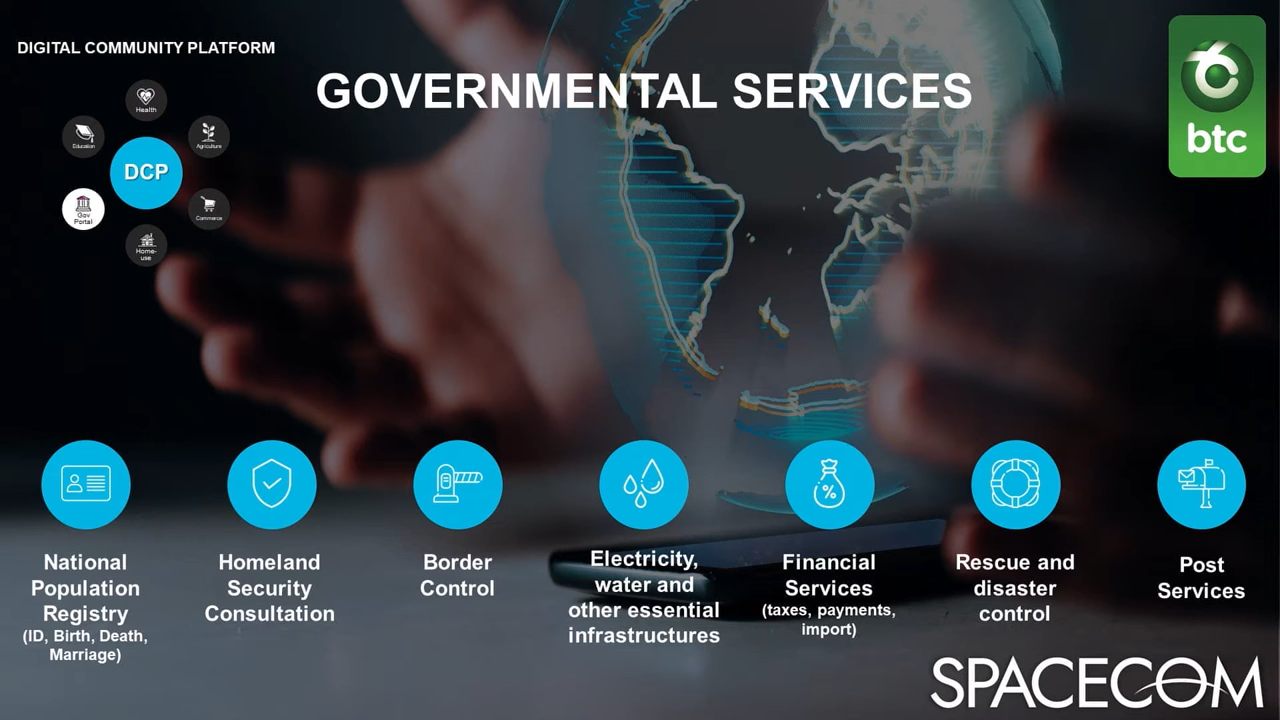 DIGITAL COMMUNITY PLATFORM
GOVERNMENTAL SERVICES
btc
Health
Education
Agriculture
DCP
Gov
Portal
Commerce
Home-
use
National
Population
Registry
(ID, Birth, Death,
Marriage)
Homeland
Security
Consultation
Border
Control
Electricity,
water and
other essential
infrastructures
%
Financial
Services
(taxes, payments,
import)
Rescue and
disaster
control
Post
Services
SPACECOM